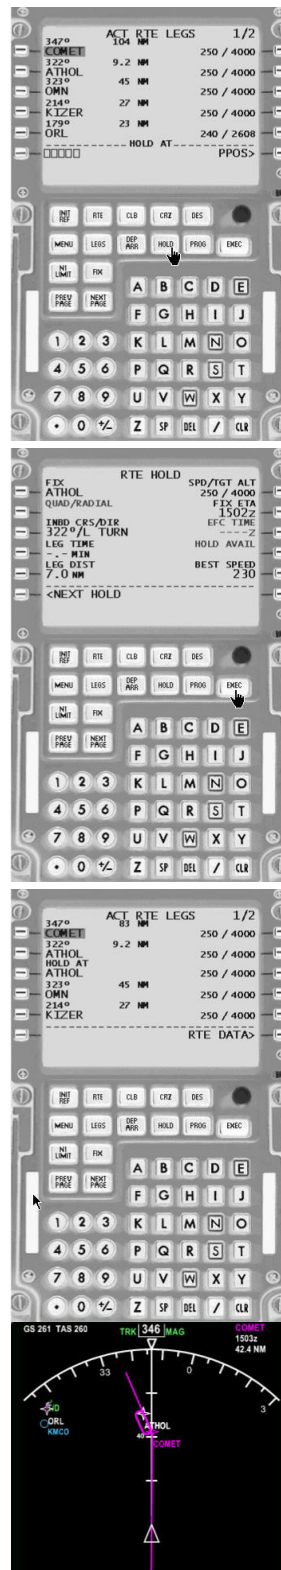 ACT RTE LEGS 1/2
347° 104 NM
COMET 250 / 4000
322° 9.2 NM
ATHOL 250 / 4000
323° 45 NM
OMN 250 / 4000
214° 27 NM
KIZER 250 / 4000
179° 23 NM
ORL 240 / 2608
HOLD AT
□□□□□ PPOS>
INIT REF RTE CLB CRZ DES
MENU LEGS DEP ARR HOLD PROG EXEC
N1 LIMIT FIX
PREV PAGE NEXT PAGE
A B C D E
F G H I J
1 2 3 K L M N O
4 5 6 P Q R S T
7 8 9 U V W X Y
. 0 +/- Z SP DEL / CLR
RTE HOLD
FIX SPD/TGT ALT
ATHOL 250 / 4000
QUAD/RADIAL FIX ETA
1502z
INBD CRS/DIR EFC TIME
322°/L TURN ----Z
LEG TIME HOLD AVAIL
-.- MIN
LEG DIST BEST SPEED
7.0 NM 230
<NEXT HOLD
INIT REF RTE CLB CRZ DES
MENU LEGS DEP ARR HOLD PROG EXEC
N1 LIMIT FIX
PREV PAGE NEXT PAGE
A B C D E
F G H I J
1 2 3 K L M N O
4 5 6 P Q R S T
7 8 9 U V W X Y
. 0 +/- Z SP DEL / CLR
ACT RTE LEGS 1/2
347° 83 NM
COMET 250 / 4000
322° 9.2 NM
ATHOL 250 / 4000
HOLD AT
ATHOL 250 / 4000
323° 45 NM
OMN 250 / 4000
214° 27 NM
KIZER 250 / 4000
RTE DATA>
INIT REF RTE CLB CRZ DES
MENU LEGS DEP ARR HOLD PROG EXEC
N1 LIMIT FIX
PREV PAGE NEXT PAGE
A B C D E
F G H I J
1 2 3 K L M N O
4 5 6 P Q R S T
7 8 9 U V W X Y
. 0 +/- Z SP DEL / CLR
GS 261 TAS 260 TRK 346 MAG COMET
1503z
42.4 NM
33 0 3
ORL
KMCO
ATHOL
40
COMET